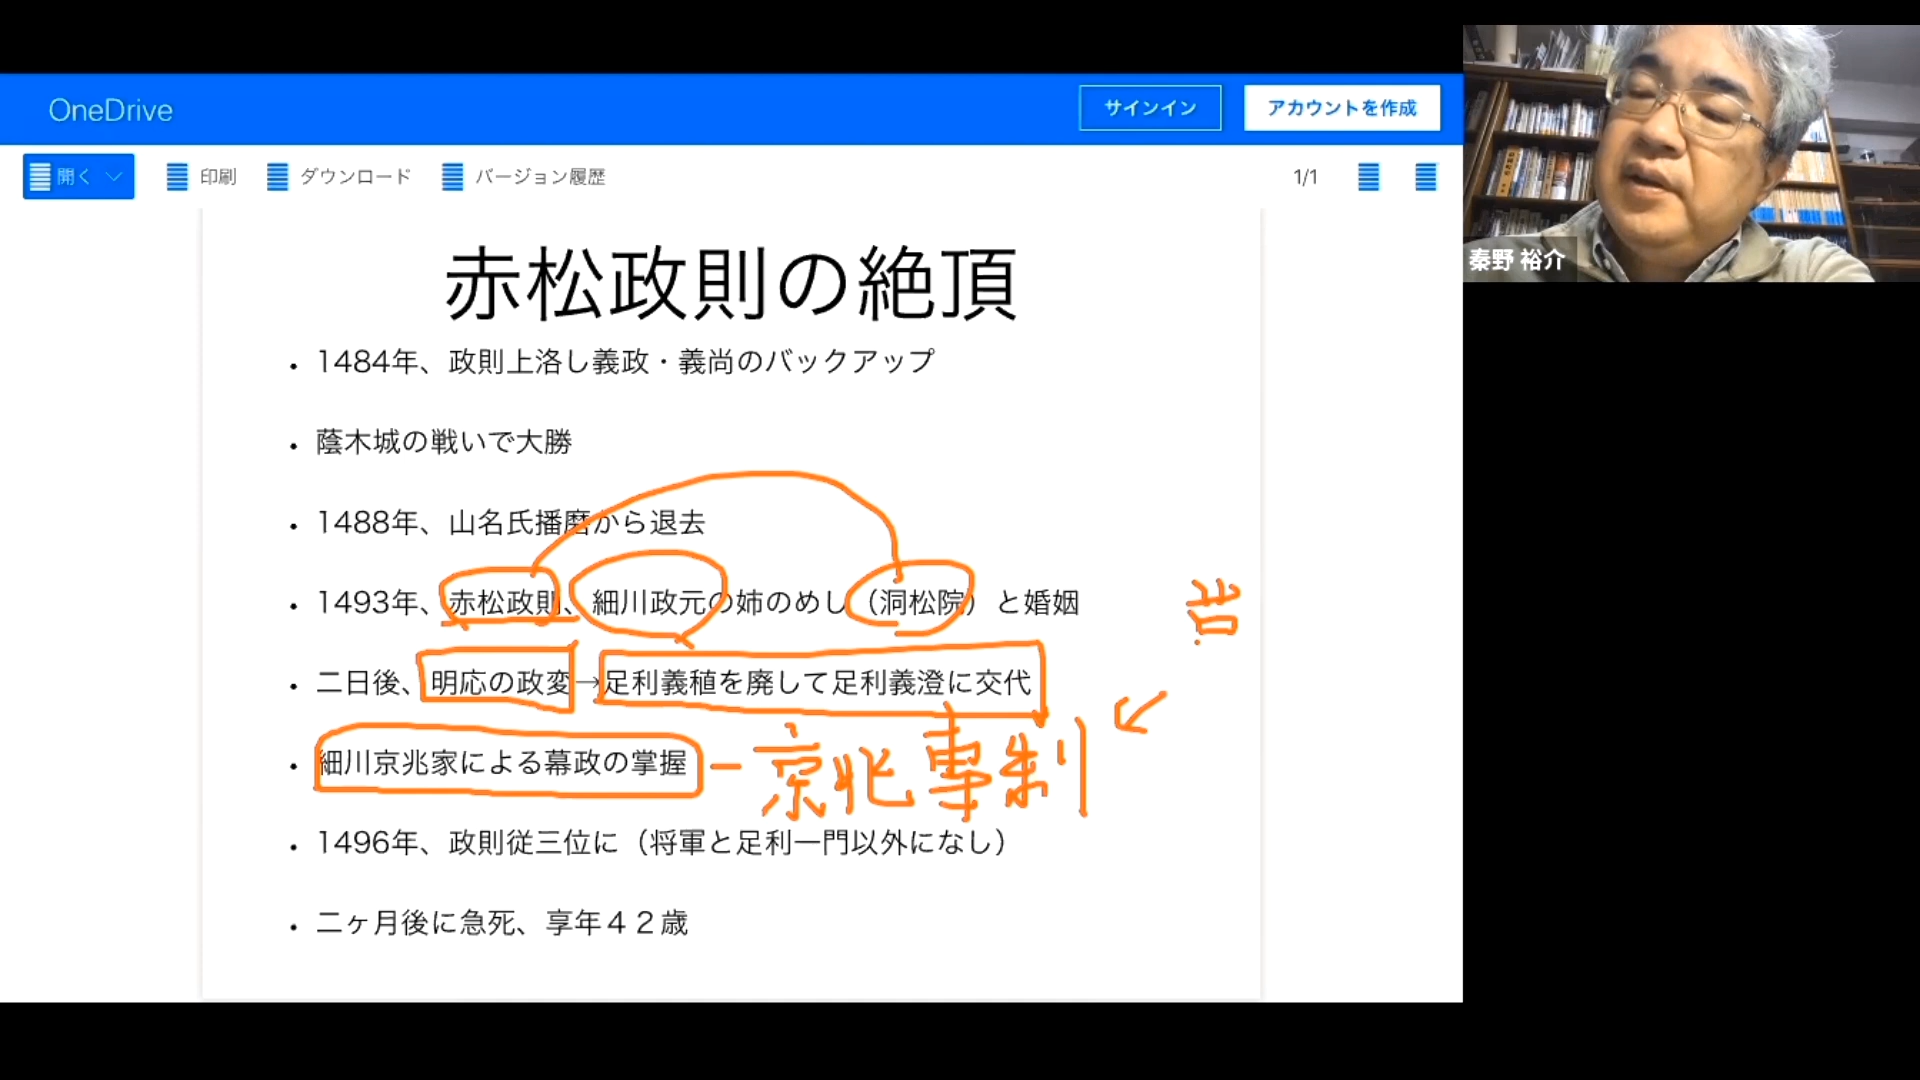 OneDrive
サインイン
アカウントを作成
開く
印刷
ダウンロード
バージョン履歴
1/1
秦野 裕介
赤松政則の絶頂
・1484年、政則上洛し義政・義尚のバックアップ
・蔭木城の戦いで大勝
・1488年、山名氏播磨から退去
・1493年、赤松政則、細川政元の姉のめし（洞松院）と婚姻
・二日後、明応の政変→足利義稙を廃して足利義澄に交代
・細川京兆家による幕政の掌握 – 京兆専制
・1496年、政則従三位に（将軍と足利一門以外になし）
・二ヶ月後に急死、享年４２歳